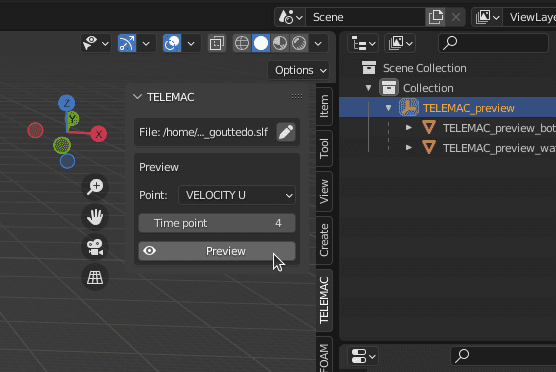 Scene
ViewLaye
Options
Scene Collection
Collection
TELEMAC_preview
TELEMAC_preview_bot
TELEMAC_preview_wa
Z
Y
X
TELEMAC
File: /home/..._gouttedo.slf
Preview
Point:
VELOCITY U
Time point
4
Preview
Item
Tool
View
Create
TELEMAC
FOAM